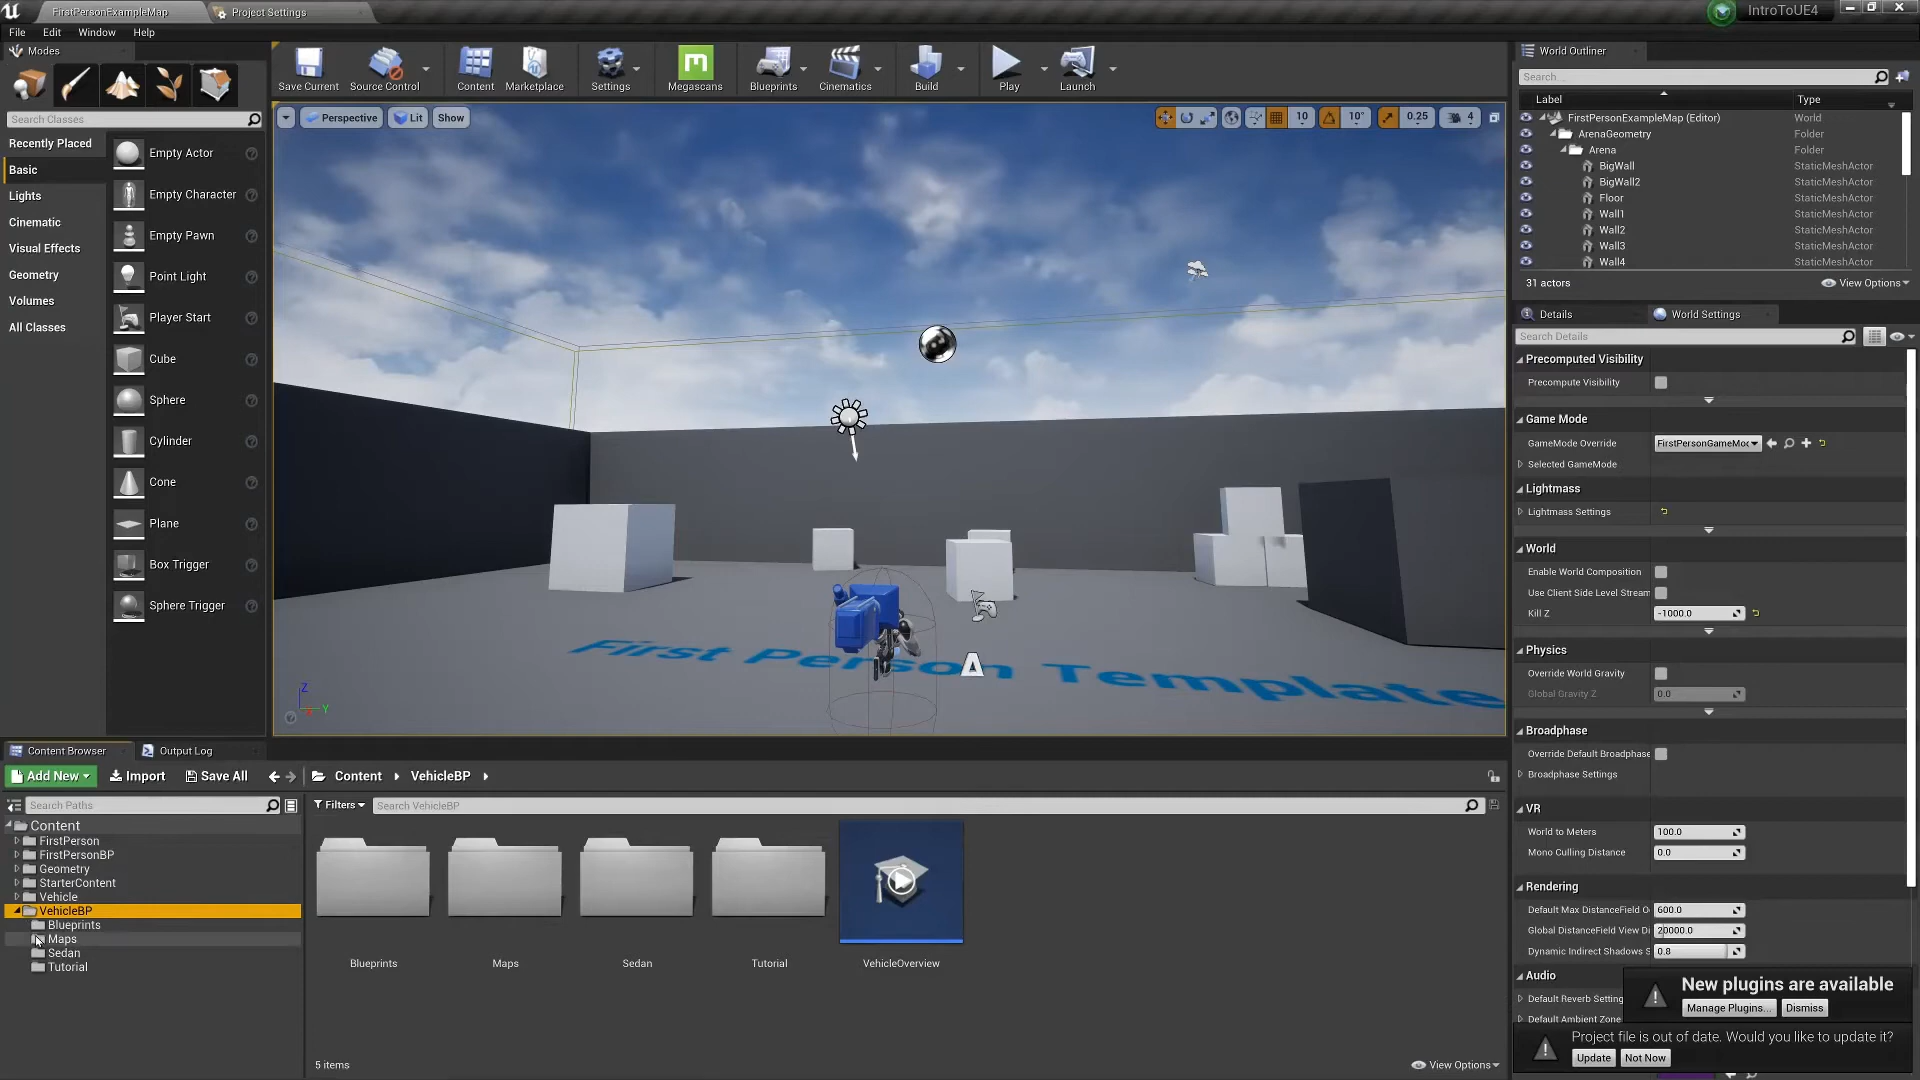 FirstPersonExampleMap
Project Settings
IntroToUE4
File Edit Window Help
Modes
Search Classes
Recently Placed
Basic
Lights
Cinematic
Visual Effects
Geometry
Volumes
All Classes
Empty Actor
Empty Character
Empty Pawn
Point Light
Player Start
Cube
Sphere
Cylinder
Cone
Plane
Box Trigger
Sphere Trigger
Save Current
Source Control
Content
Marketplace
Settings
Megascans
Blueprints
Cinematics
Build
Play
Launch
Perspective
Lit
Show
10
10°
0.25
4
First Person Template
Z
Y
World Outliner
Search...
Label Type
FirstPersonExampleMap (Editor) World
ArenaGeometry Folder
Arena Folder
BigWall StaticMeshActor
BigWall2 StaticMeshActor
Floor StaticMeshActor
Wall1 StaticMeshActor
Wall2 StaticMeshActor
Wall3 StaticMeshActor
Wall4 StaticMeshActor
31 actors
View Options
Details
World Settings
Search Details
Precomputed Visibility
Precompute Visibility
Game Mode
GameMode Override FirstPersonGameMo
Selected GameMode
Lightmass
Lightmass Settings
World
Enable World Composition
Use Client Side Level Stream
Kill Z -1000.0
Physics
Override World Gravity
Global Gravity Z 0.0
Broadphase
Override Default Broadphase
Broadphase Settings
VR
World to Meters 100.0
Mono Culling Distance 0.0
Rendering
Default Max DistanceField O 600.0
Global DistanceField View Di 20000.0
Dynamic Indirect Shadows S 0.8
Audio
Default Reverb Setting
Default Ambient Zone
New plugins are available
Manage Plugins... Dismiss
Project file is out of date. Would you like to update it?
Update Not Now
Content Browser
Output Log
Add New
Import
Save All
Content
VehicleBP
Search Paths
Filters
Search VehicleBP
Content
FirstPerson
FirstPersonBP
Geometry
StarterContent
Vehicle
VehicleBP
Blueprints
Maps
Sedan
Tutorial
Blueprints
Maps
Sedan
Tutorial
VehicleOverview
5 items
View Options